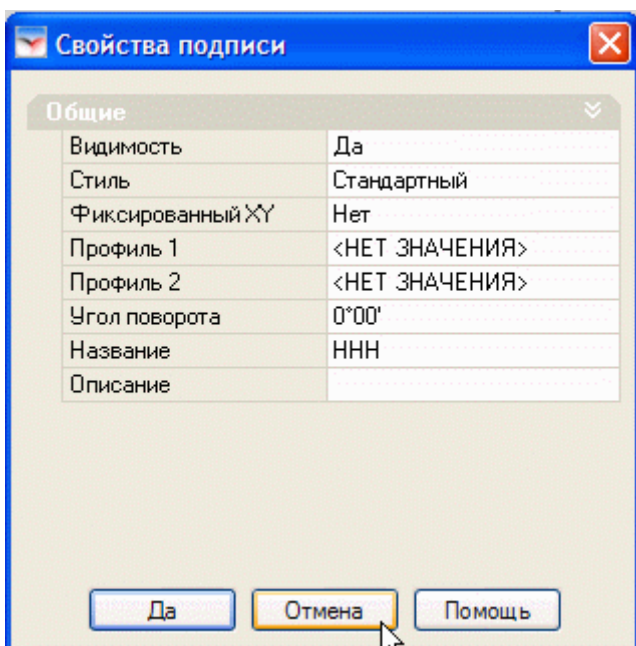 Свойства подписи
Общие
Видимость Да
Стиль Стандартный
Фиксированный XY Нет
Профиль 1 <НЕТ ЗНАЧЕНИЯ>
Профиль 2 <НЕТ ЗНАЧЕНИЯ>
Угол поворота 0°00'
Название ННН
Описание
Да Отмена Помощь